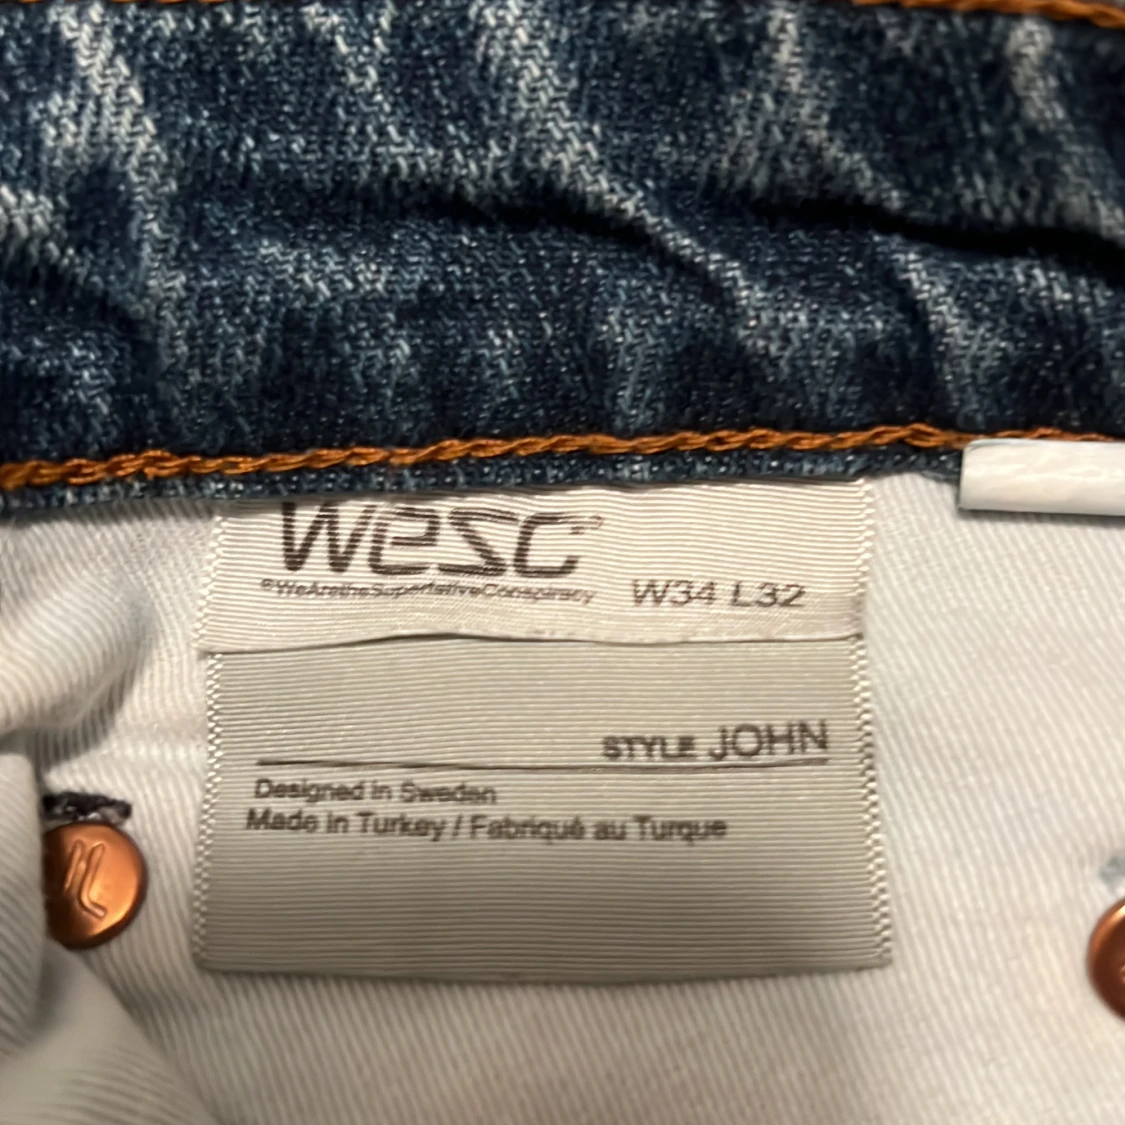 WeSC
©WeAretheSuperlativeConspiracy W34 L32
STYLE JOHN
Designed in Sweden
Made in Turkey / Fabriqué au Turque